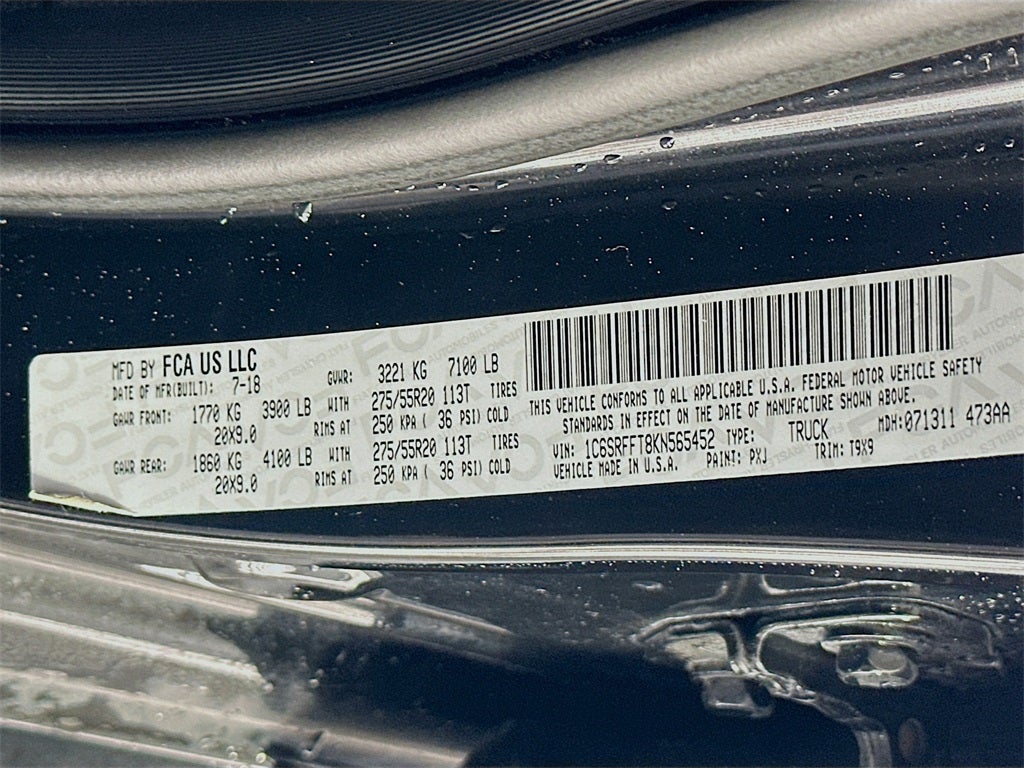 MFD BY FCA US LLC
DATE OF MFR(BUILT): 7-18
GVWR: 3221 KG 7100 LB
GAWR FRONT: 1770 KG 3900 LB WITH 275/55R20 113T TIRES
20X9.0 RIMS AT 250 KPA ( 36 PSI) COLD
GAWR REAR: 1860 KG 4100 LB WITH 275/55R20 113T TIRES
20X9.0 RIMS AT 250 KPA ( 36 PSI) COLD
THIS VEHICLE CONFORMS TO ALL APPLICABLE U.S.A. FEDERAL MOTOR VEHICLE SAFETY
STANDARDS IN EFFECT ON THE DATE OF MANUFACTURE SHOWN ABOVE.
VIN: 1C6SRFFT8KN565452 TYPE: TRUCK MDH:071311 473AA
VEHICLE MADE IN U.S.A. PAINT: PXJ TRIM: T9X9